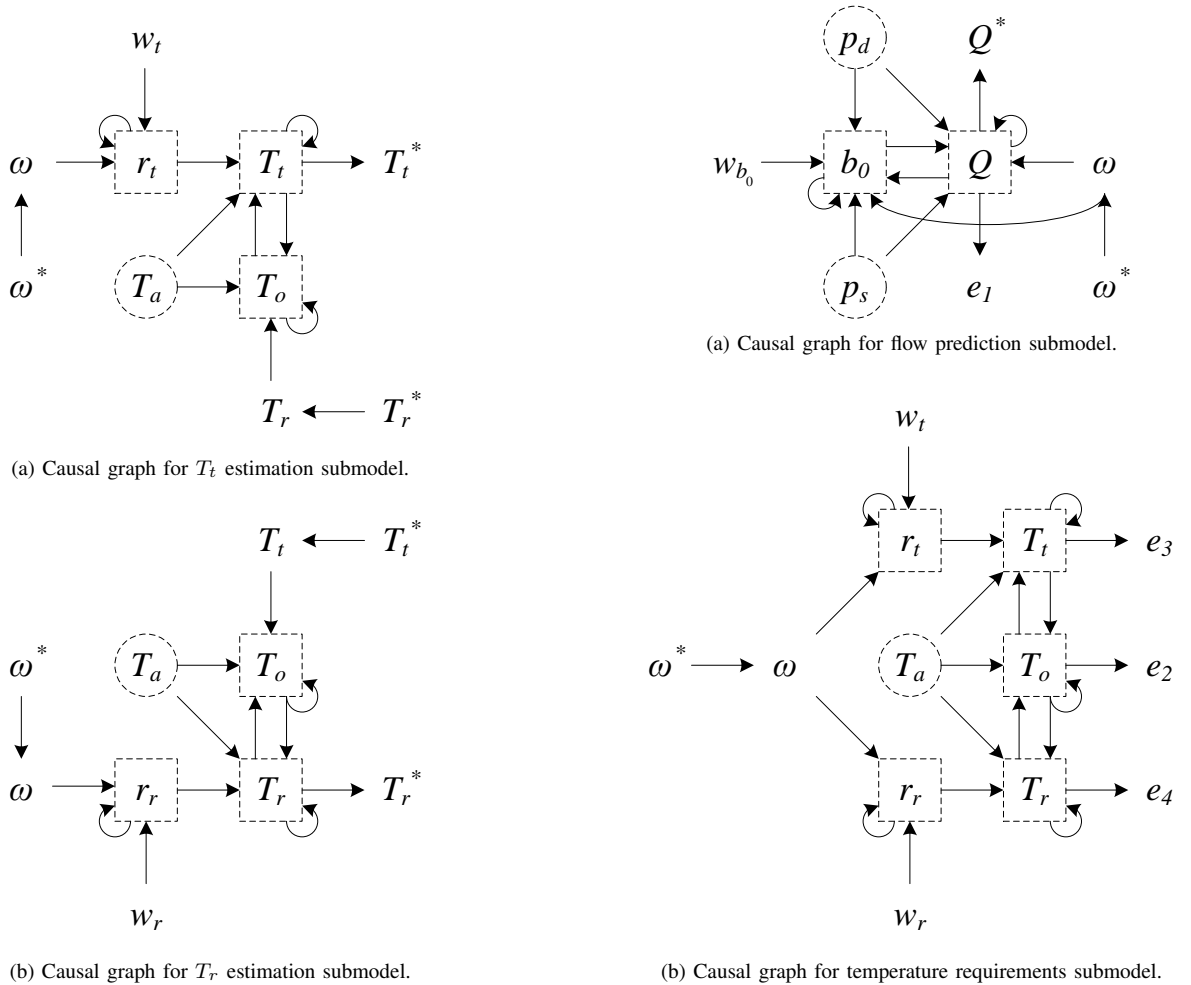 w_t
ω r_t T_t T_t^*
ω^* T_a T_o
T_r T_r^*
(a) Causal graph for T_t estimation submodel.
T_t T_t^*
ω^* T_a T_o
ω r_r T_r T_r^*
w_r
(b) Causal graph for T_r estimation submodel.
p_d Q^*
w_{b_0} b_0 Q ω
p_s e_1 ω^*
(a) Causal graph for flow prediction submodel.
w_t
r_t T_t e_3
ω^* ω T_a T_o e_2
r_r T_r e_4
w_r
(b) Causal graph for temperature requirements submodel.